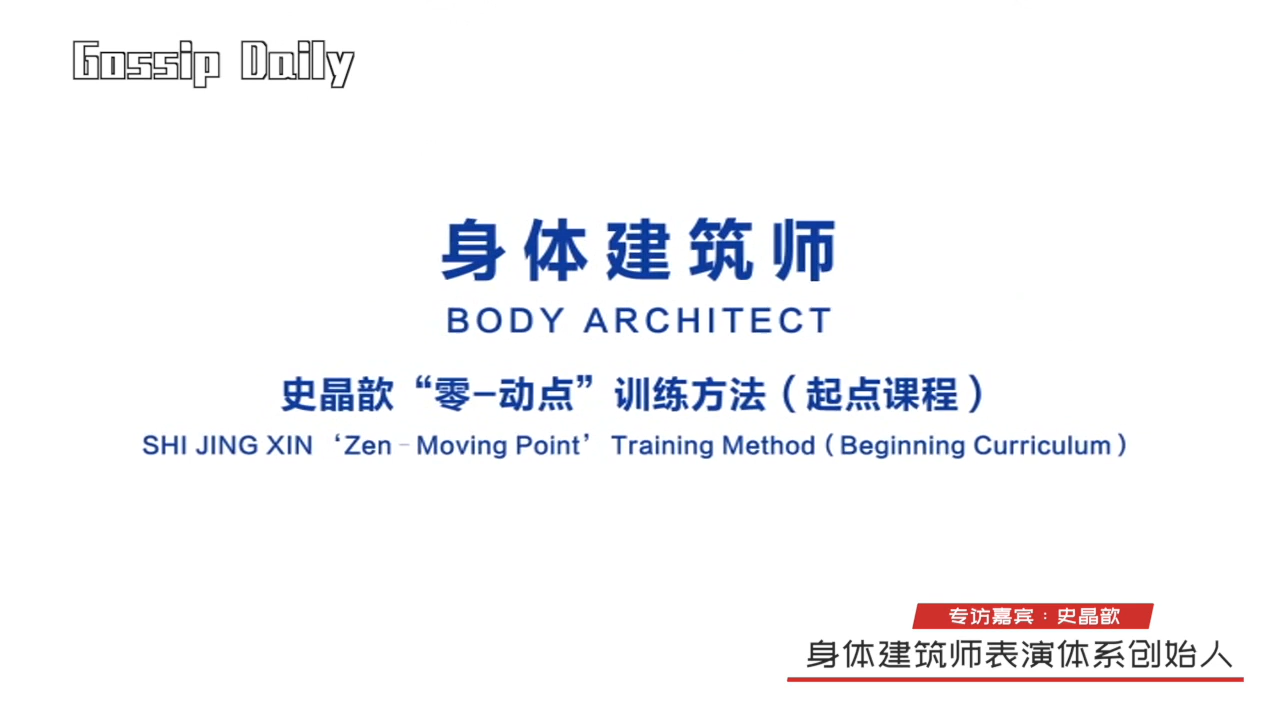 Gossip Daily
身体建筑师
BODY ARCHITECT
史晶歆“零–动点”训练方法（起点课程）
SHI JING XIN ‘Zen–Moving Point’ Training Method（Beginning Curriculum）
专访嘉宾：史晶歆
身体建筑师表演体系创始人